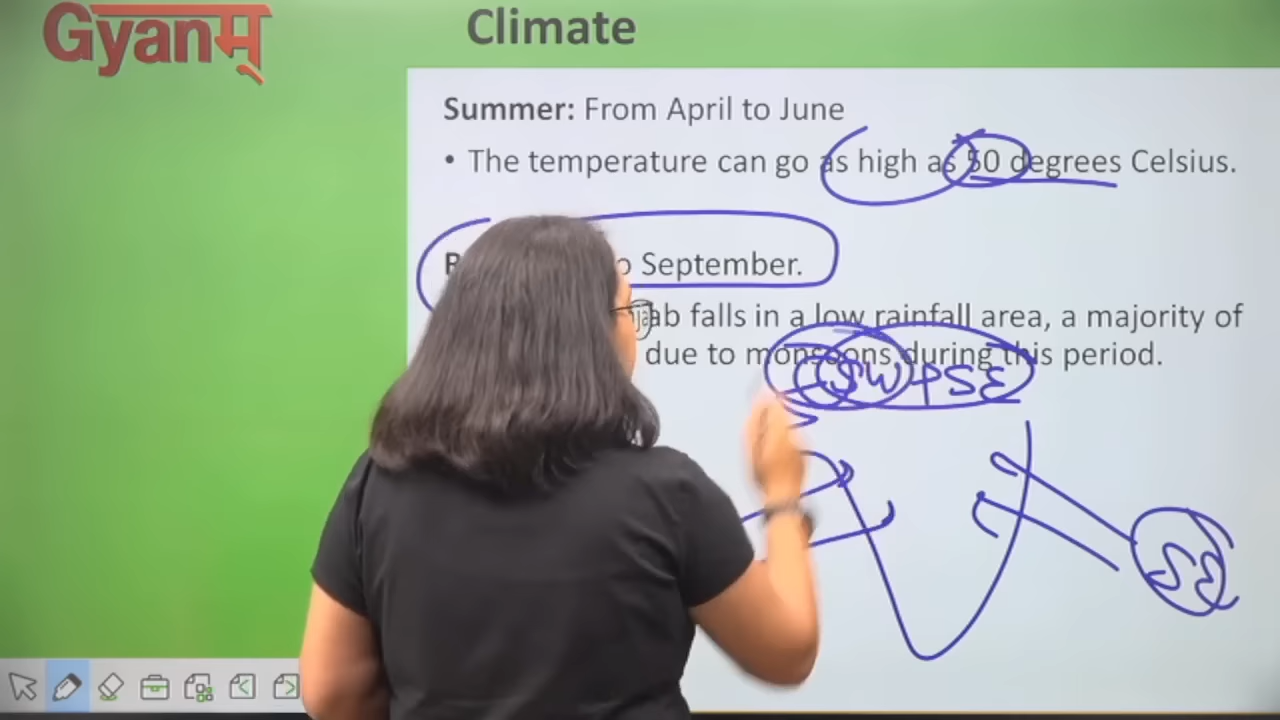 Gyanम्
Climate
Summer: From April to June
• The temperature can go as high as 50 degrees Celsius.
September.
falls in a low rainfall area, a majority of
due to monsoons during this period.
SW + SE
SE